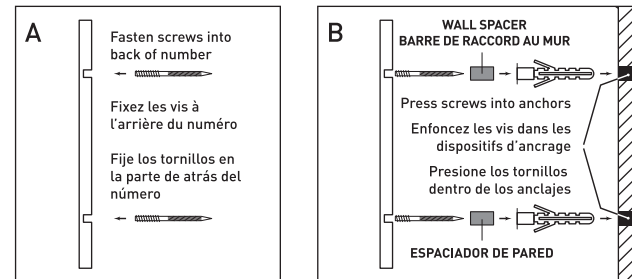 A
Fasten screws into
back of number
Fixez les vis à
l'arrière du numéro
Fije los tornillos en
la parte de atrás del
número
B
WALL SPACER
BARRE DE RACCORD AU MUR
Press screws into anchors
Enfoncez les vis dans les
dispositifs d'ancrage
Presione los tornillos
dentro de los anclajes
ESPACIADOR DE PARED